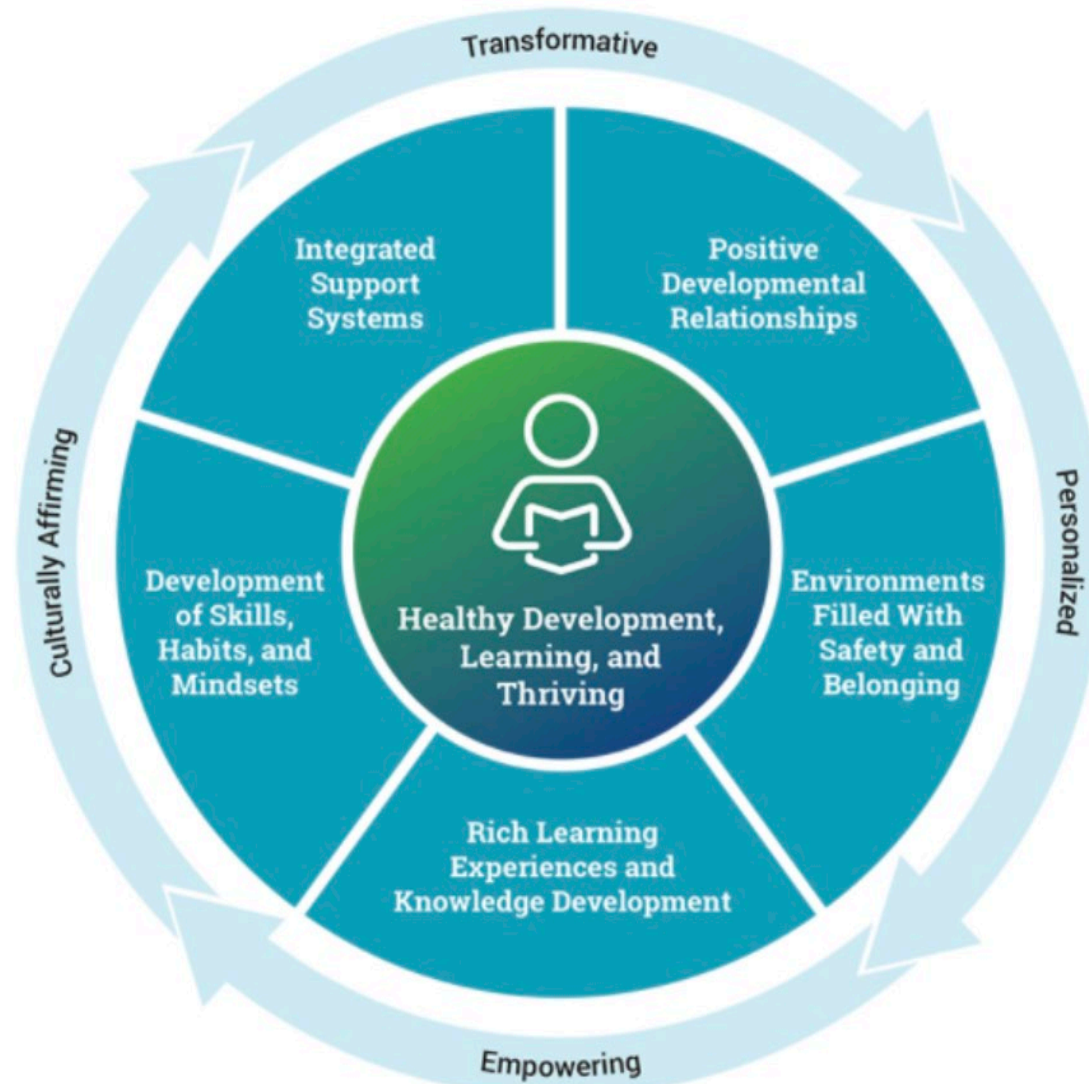 Transformative
Integrated
Support
Systems
Positive
Developmental
Relationships
Culturally Affirming
Personalized
Development
of Skills,
Habits, and
Mindsets
Healthy Development,
Learning, and
Thriving
Environments
Filled With
Safety and
Belonging
Rich Learning
Experiences and
Knowledge Development
Empowering